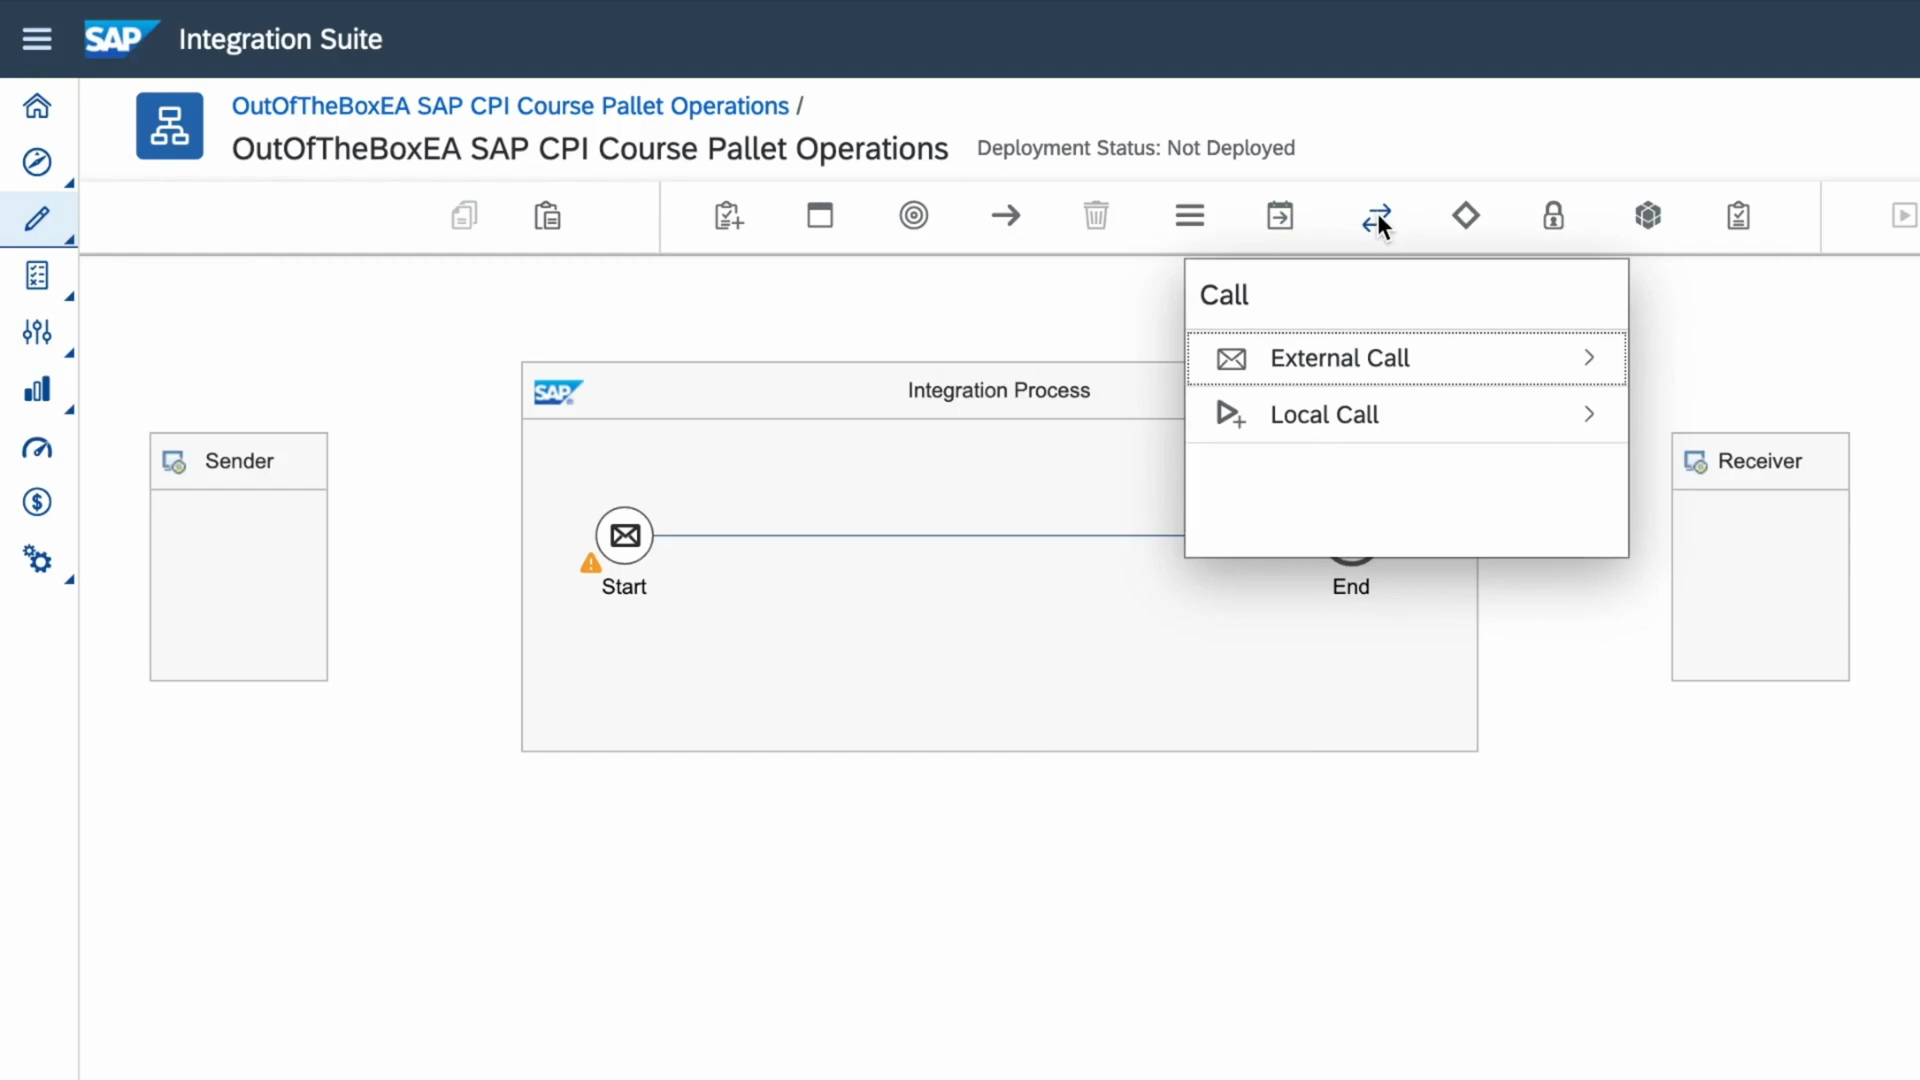 SAP Integration Suite
OutOfTheBoxEA SAP CPI Course Pallet Operations /
OutOfTheBoxEA SAP CPI Course Pallet Operations Deployment Status: Not Deployed
Call
External Call
Local Call
SAP Integration Process
Sender
Receiver
Start
End